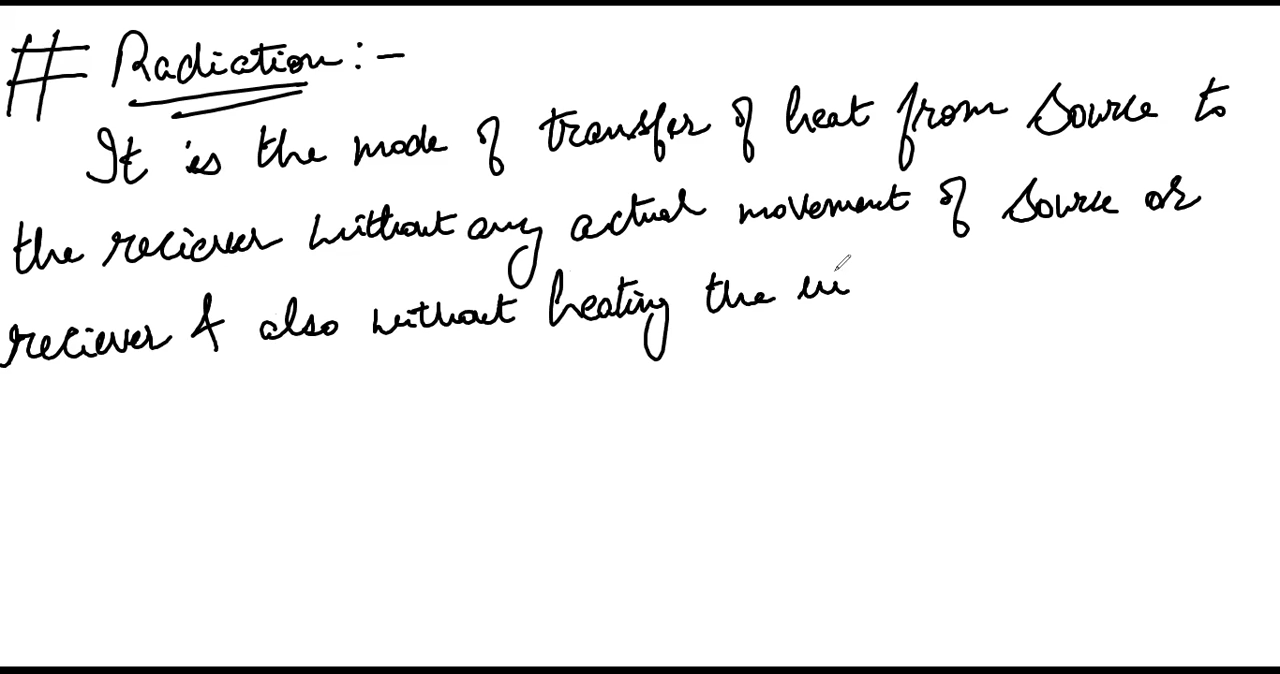 # Radiation :-
It is the mode of transfer of heat from source to
the reciever without any actual movement of source or
reciever & also without heating the